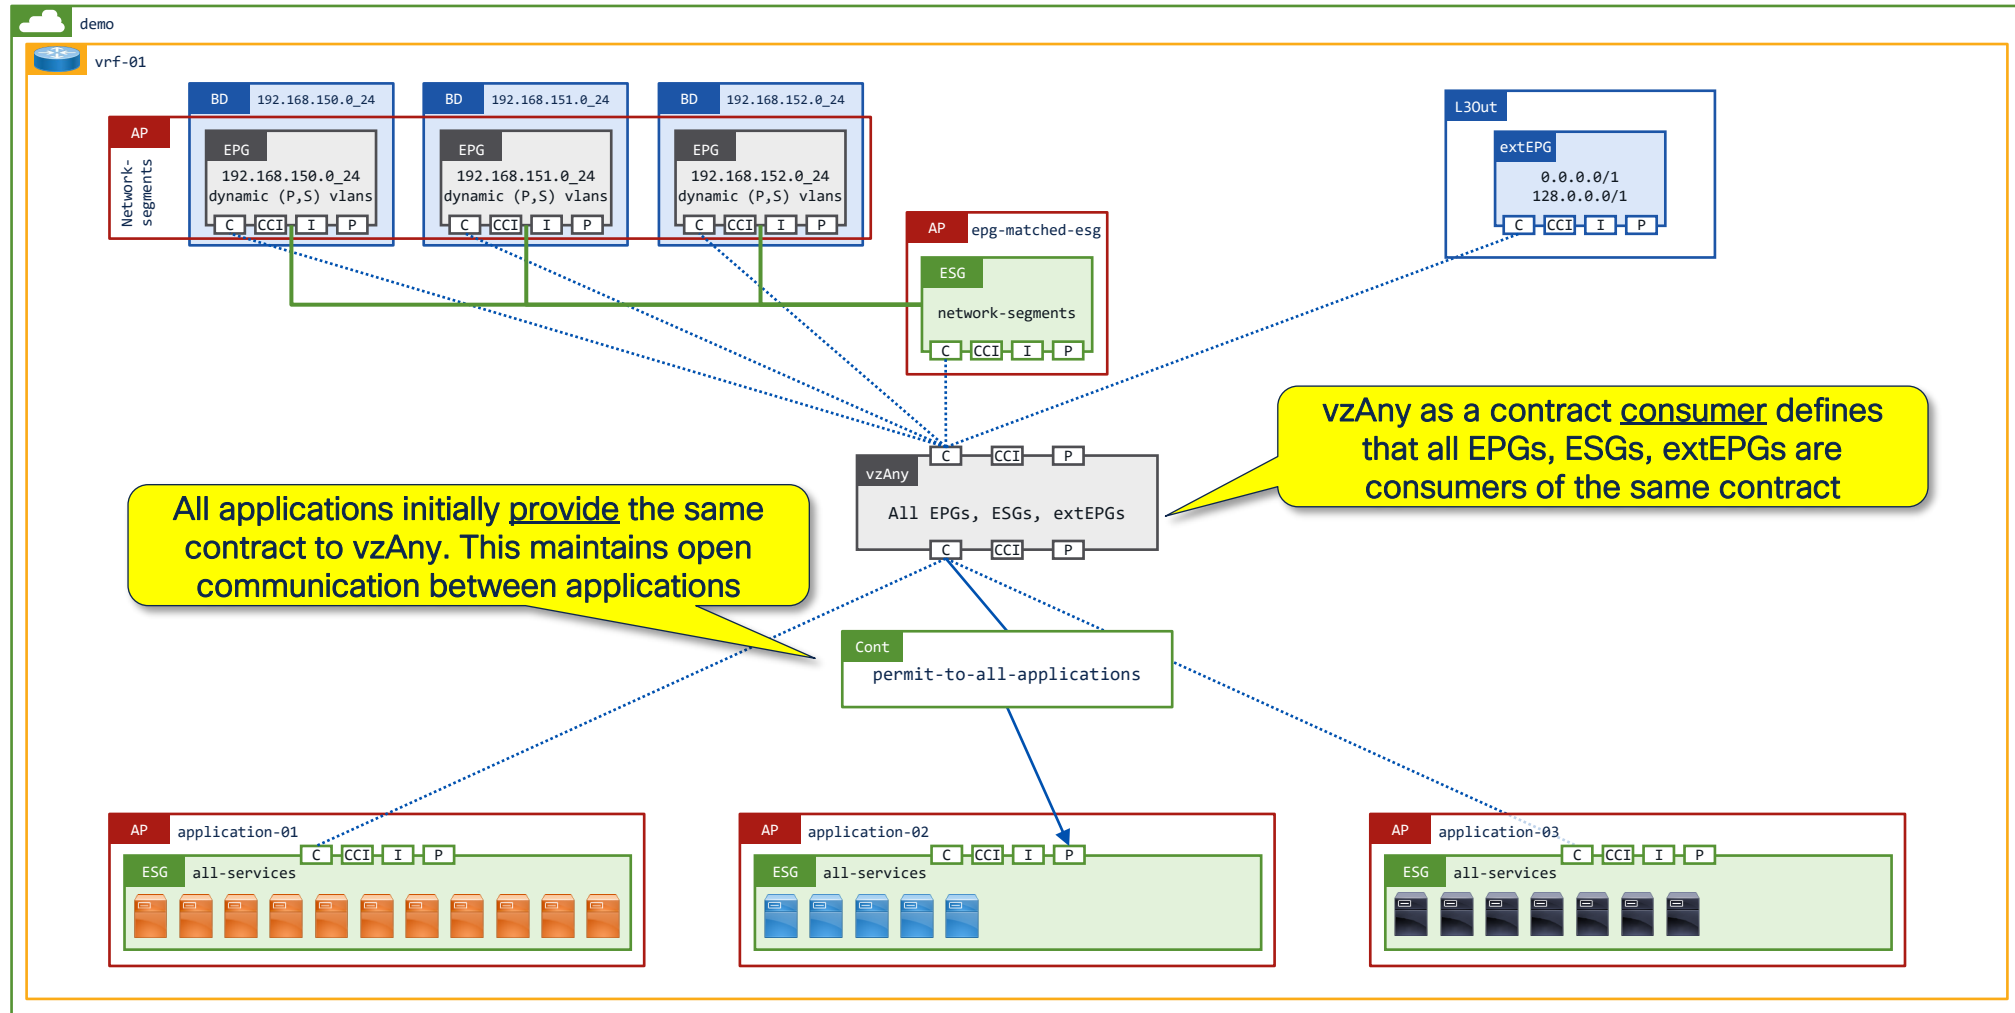 demo
vrf-01
BD 192.168.150.0_24
BD 192.168.151.0_24
BD 192.168.152.0_24
L3Out
AP
Network-
segments
EPG
192.168.150.0_24
dynamic (P,S) vlans
C CCI I P
EPG
192.168.151.0_24
dynamic (P,S) vlans
C CCI I P
EPG
192.168.152.0_24
dynamic (P,S) vlans
C CCI I P
extEPG
0.0.0.0/1
128.0.0.0/1
C CCI I P
AP epg-matched-esg
ESG
network-segments
C CCI I P
vzAny as a contract consumer defines
that all EPGs, ESGs, extEPGs are
consumers of the same contract
C CCI P
vzAny
All EPGs, ESGs, extEPGs
C CCI P
All applications initially provide the same
contract to vzAny. This maintains open
communication between applications
Cont
permit-to-all-applications
AP application-01
C CCI I P
ESG all-services
AP application-02
C CCI I P
ESG all-services
AP application-03
C CCI I P
ESG all-services